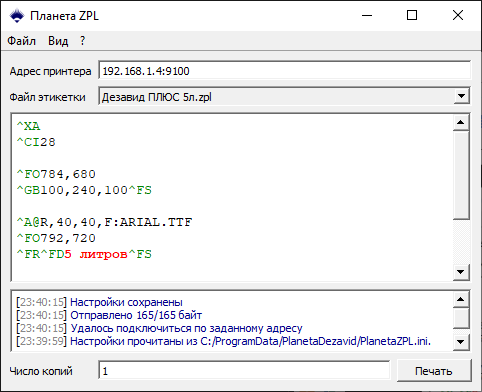 Планета ZPL
Файл Вид ?
Адрес принтера 192.168.1.4:9100
Файл этикетки Дезавид ПЛЮС 5л.zpl
^XA
^CI28
^FO784,680
^GB100,240,100^FS
^A@R,40,40,F:ARIAL.TTF
^FO792,720
^FR^FD5 литров^FS
[23:40:15] Настройки сохранены
[23:40:15] Отправлено 165/165 байт
[23:40:15] Удалось подключиться по заданному адресу
[23:39:59] Настройки прочитаны из C:/ProgramData/PlanetaDezavid/PlanetaZPL.ini.
Число копий 1 Печать